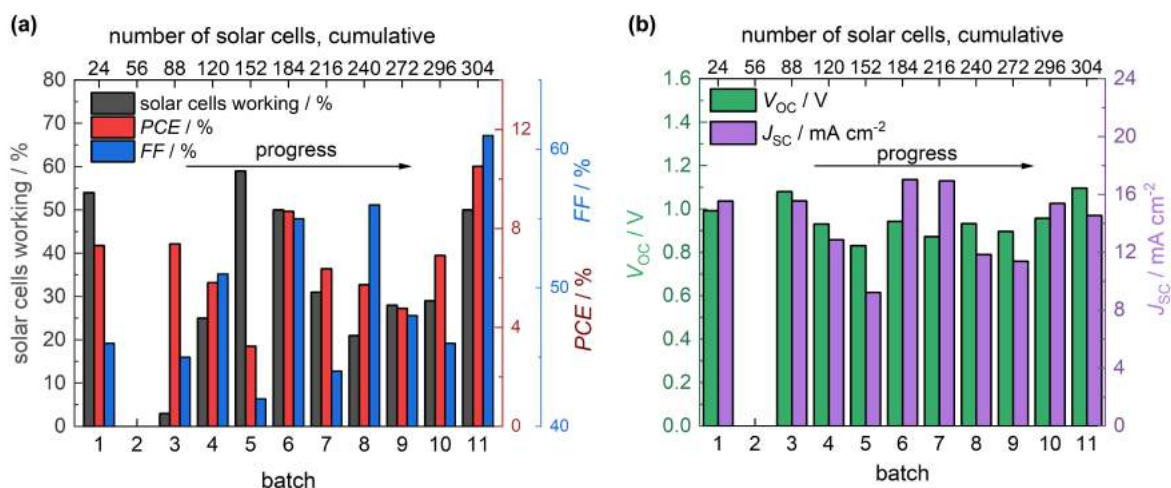 (a)
number of solar cells, cumulative
24 56 88 120 152 184 216 240 272 296 304
80
70
60
50
40
30
20
10
0
solar cells working / %
solar cells working / %
PCE / %
FF / %
progress
12
8
4
0
PCE / %
60
50
40
FF / %
1 2 3 4 5 6 7 8 9 10 11
batch
(b)
number of solar cells, cumulative
24 56 88 120 152 184 216 240 272 296 304
1.6
1.4
1.2
1.0
0.8
0.6
0.4
0.2
0.0
VOC / V
VOC / V
JSC / mA cm-2
progress
24
20
16
12
8
4
0
JSC / mA cm-2
1 2 3 4 5 6 7 8 9 10 11
batch